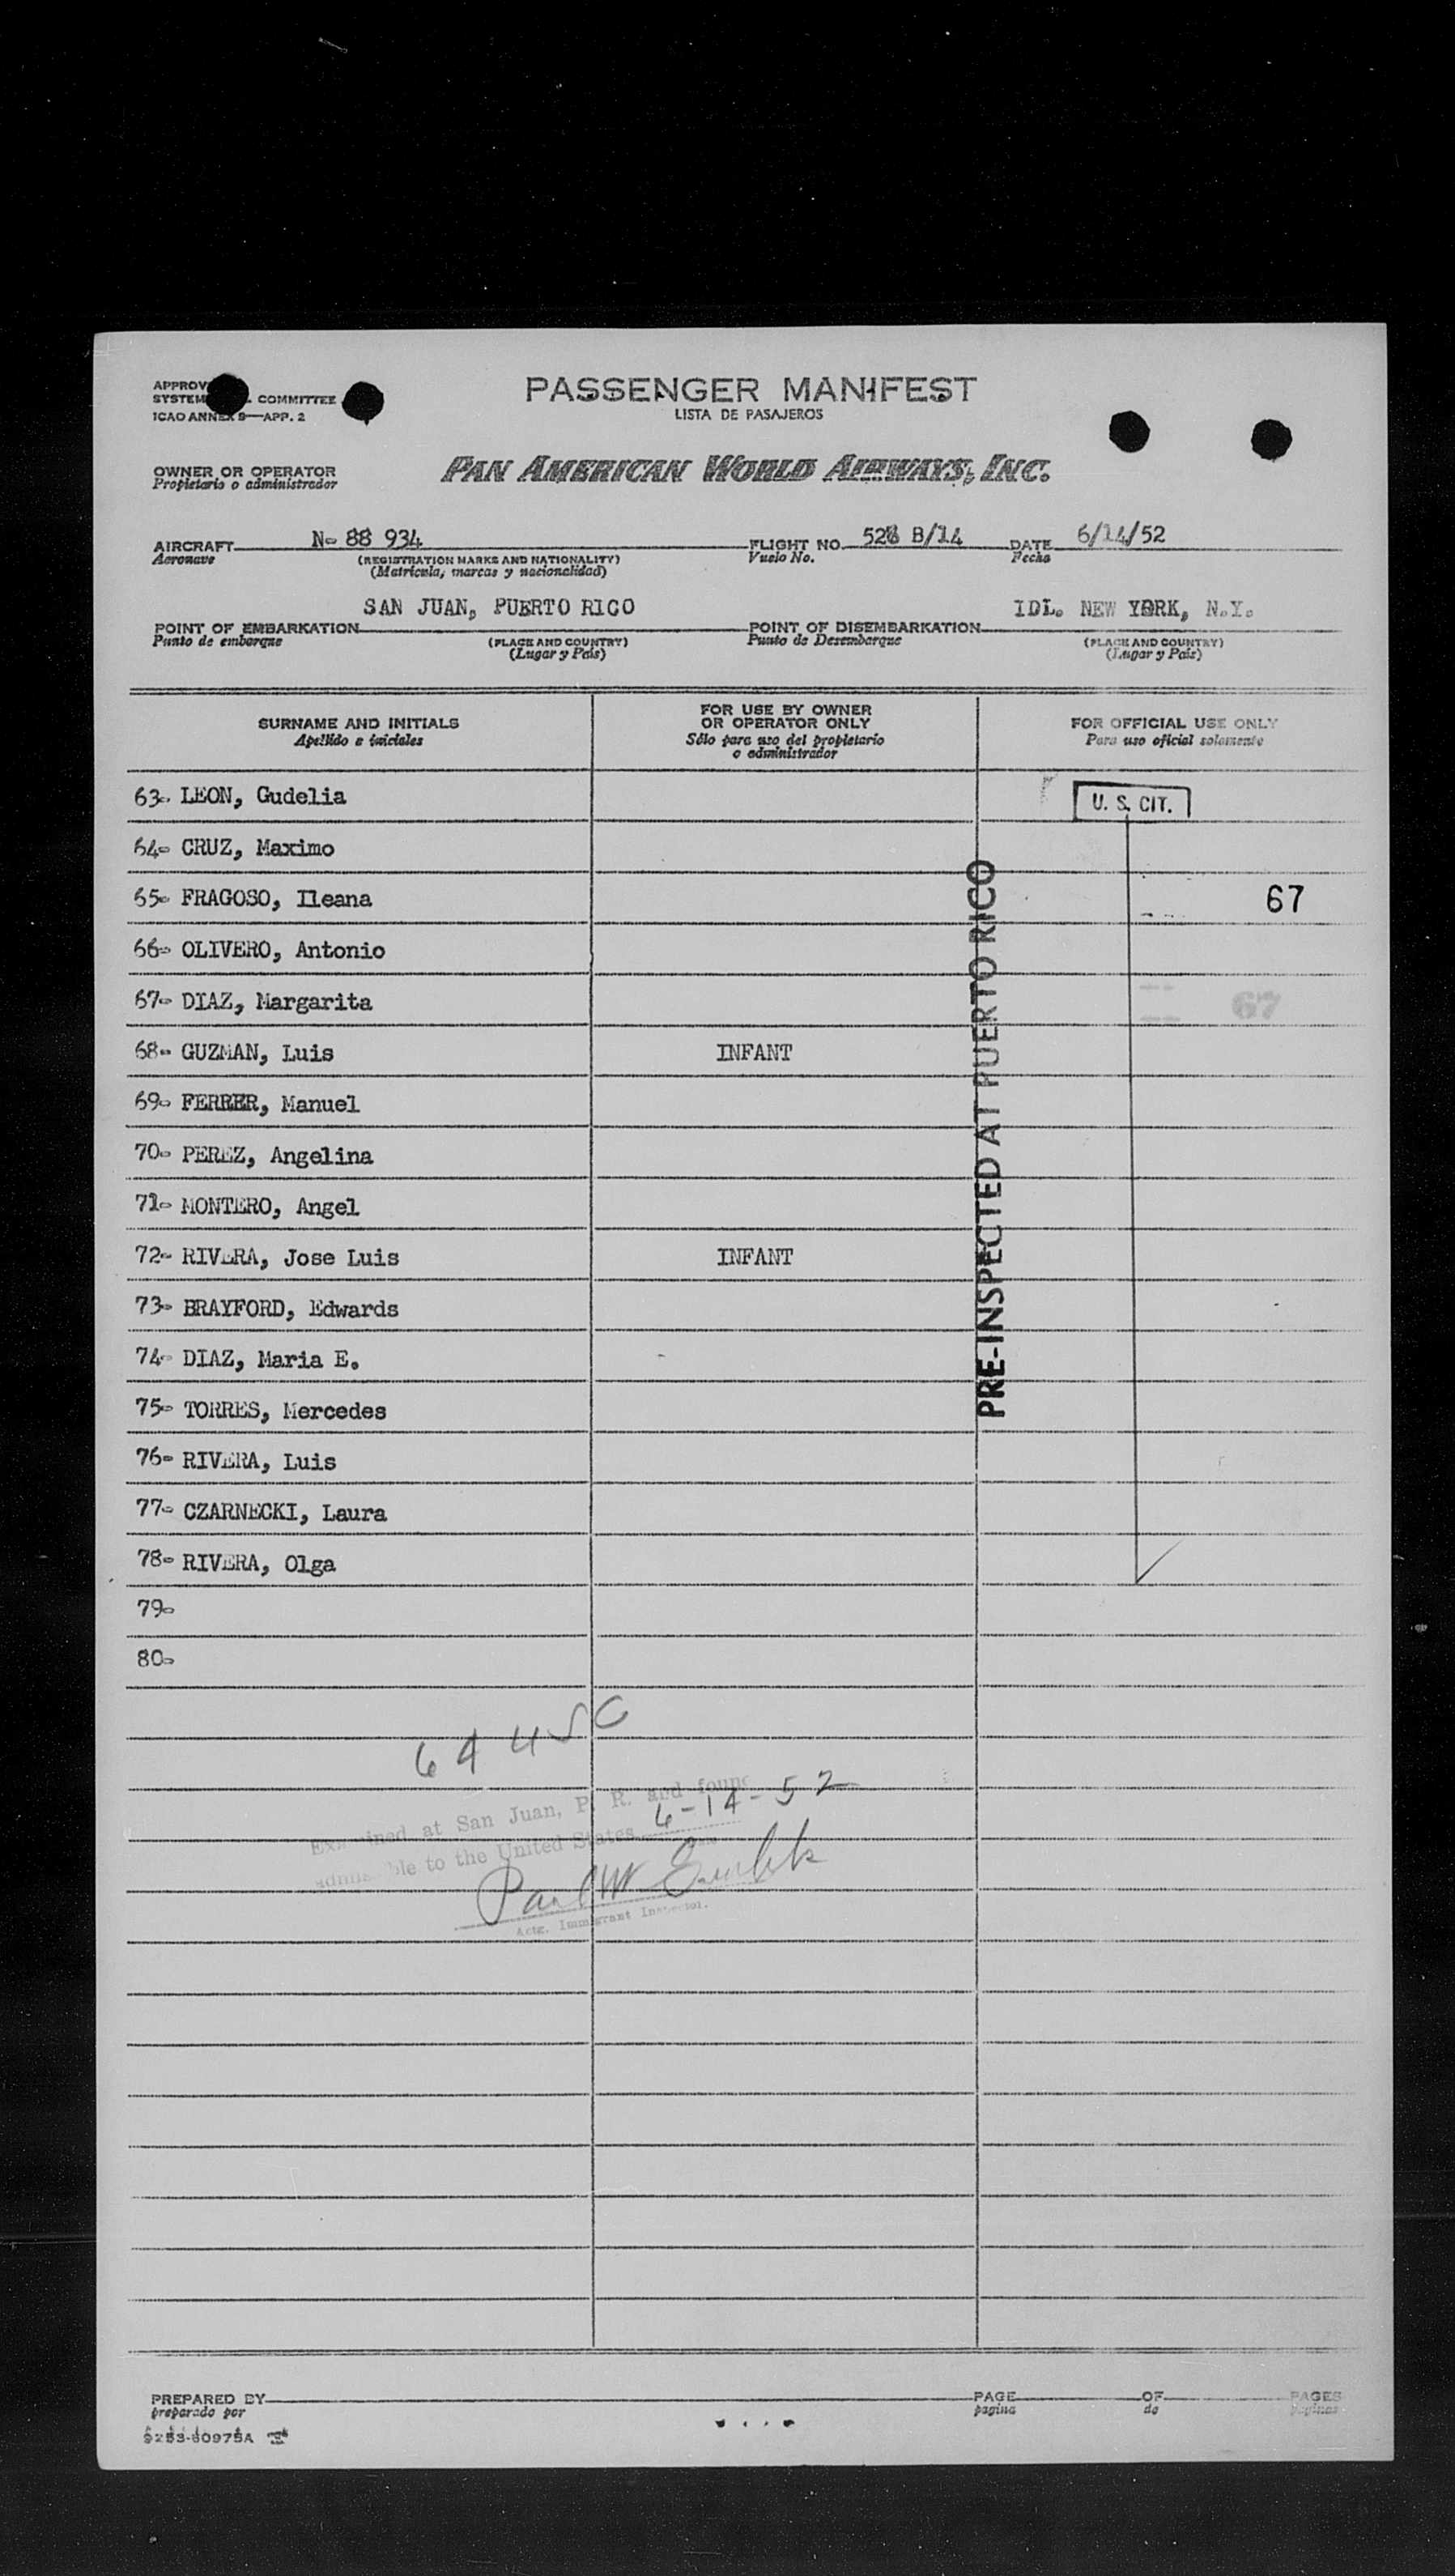 APPROV
SYSTEM . COMMITTEE
ICAO ANNEX 9—APP. 2
PASSENGER MANIFEST
LISTA DE PASAJEROS
OWNER OR OPERATOR
Propietario o administrador
PAN AMERICAN WORLD AIRWAYS, INC.
AIRCRAFT N- 88 934
Aeronave
(REGISTRATION MARKS AND NATIONALITY)
(Matrícula, marcas y nacionalidad)
FLIGHT NO. 528 B/14
Vuelo No.
DATE 6/14/52
Fecha
SAN JUAN, PUERTO RICO
POINT OF EMBARKATION
Punto de embarque
(PLACE AND COUNTRY)
(Lugar y País)
IDL. NEW YORK, N.Y.
POINT OF DISEMBARKATION
Punto de Desembarque
(PLACE AND COUNTRY)
(Lugar y País)
SURNAME AND INITIALS
Apellido e iniciales
FOR USE BY OWNER
OR OPERATOR ONLY
Sólo para uso del propietario
o administrador
FOR OFFICIAL USE ONLY
Para uso oficial solamente
63- LEON, Gudelia
U. S. CIT.
64- CRUZ, Maximo
65- FRAGOSO, Ileana
67
66- OLIVERO, Antonio
67- DIAZ, Margarita
67
68- GUZMAN, Luis INFANT
69- FERRER, Manuel
70- PEREZ, Angelina
71- MONTERO, Angel
72- RIVERA, Jose Luis INFANT
73- BRAYFORD, Edwards
74- DIAZ, Maria E.
75- TORRES, Mercedes
76- RIVERA, Luis
77- CZARNECKI, Laura
78- RIVERA, Olga
79-
80-
PRE-INSPECTED AT PUERTO RICO
64 USC
Examined at San Juan, P. R. and found
admissible to the United States 6-14-52
Paul W
Actg. Immigrant Inspector.
PREPARED BY
preparado por
PAGE
pagina
OF
de
PAGES
paginas